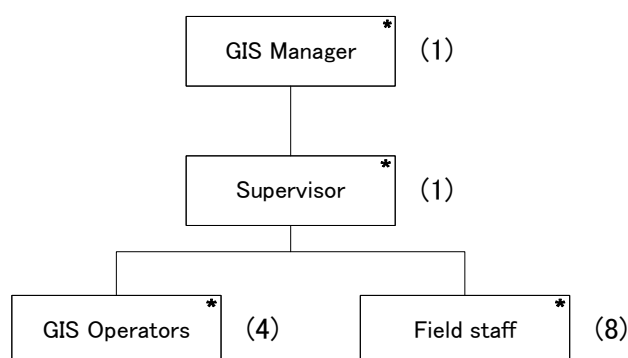 * GIS Manager (1)
* Supervisor (1)
* GIS Operators (4) * Field staff (8)